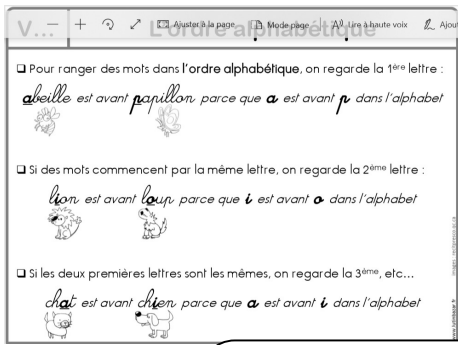 V...
Ajuster à la page
Mode page
Lire à haute voix
Ajout
L'ordre alphabétique
❑ Pour ranger des mots dans l'ordre alphabétique, on regarde la 1ère lettre :
abeille est avant papillon parce que a est avant p dans l'alphabet
❑ Si des mots commencent par la même lettre, on regarde la 2ème lettre :
lion est avant loup parce que i est avant o dans l'alphabet
❑ Si les deux premières lettres sont les mêmes, on regarde la 3ème, etc...
chat est avant chien parce que a est avant i dans l'alphabet
www.lutinbazar.fr